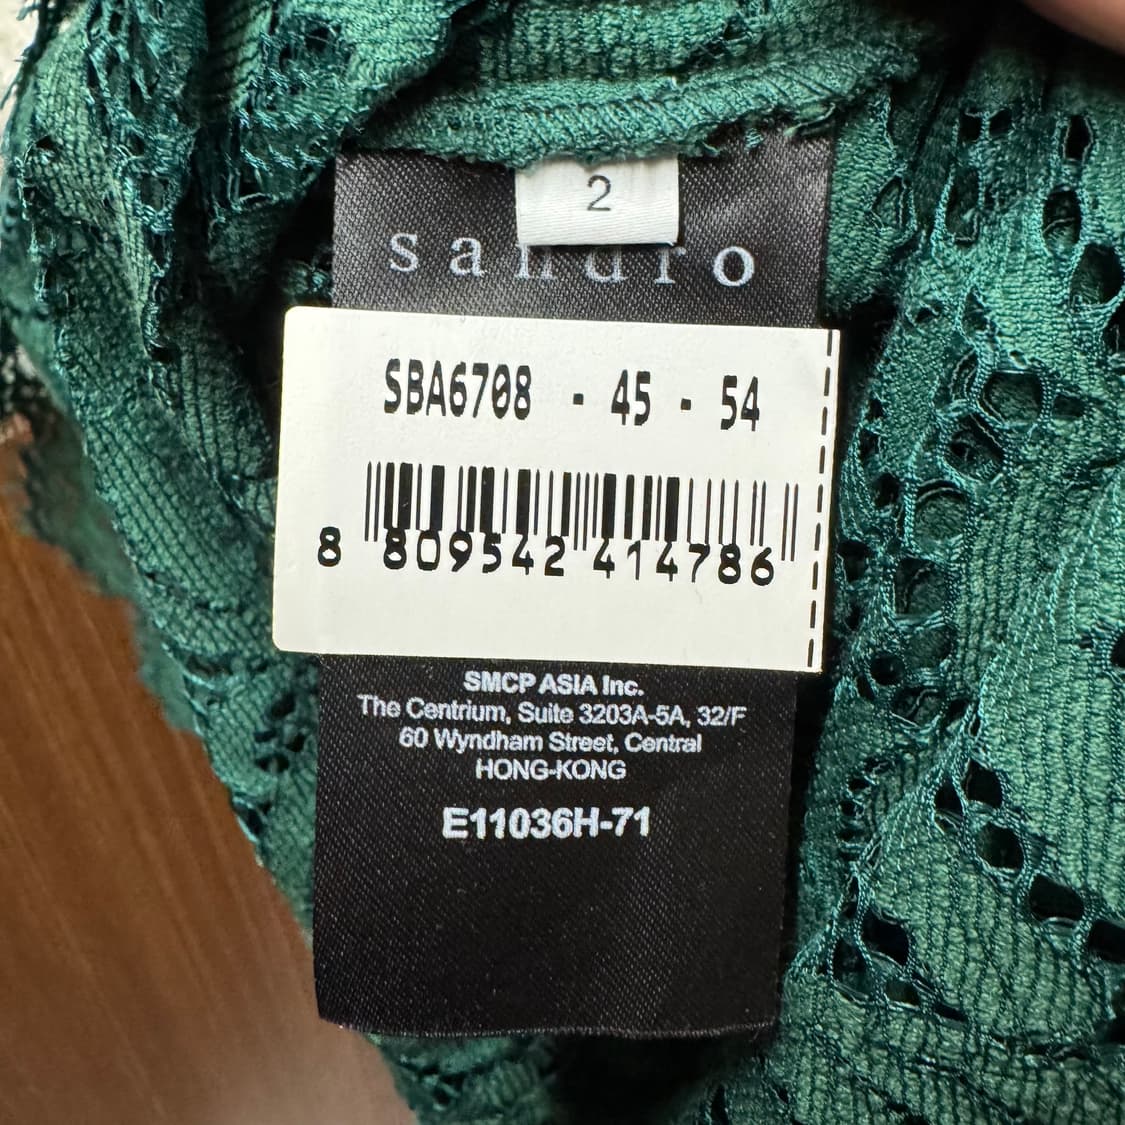 2
sandro
SBA6708 - 45 - 54
8 809542 414786
SMCP ASIA Inc.
The Centrium, Suite 3203A-5A, 32/F
60 Wyndham Street, Central
HONG-KONG
E11036H-71